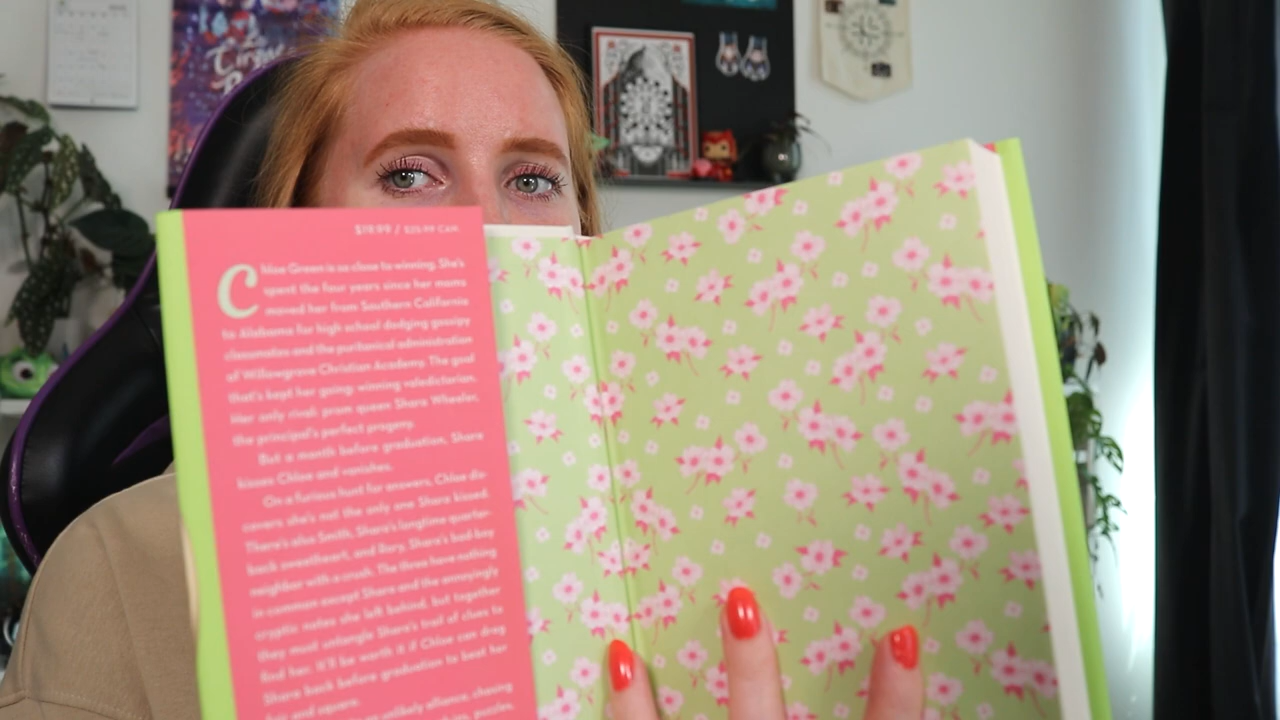 $19.99 / $25.99 CAN.
Chloe Green is so close to winning. She's
spent the four years since her moms
moved her from Southern California
to Alabama for high school dodging gossipy
classmates and the puritanical administration
of Willowgrove Christian Academy. The goal
that's kept her going: winning valedictorian.
Her only rival: prom queen Shara Wheeler,
the principal's perfect progeny.
But a month before graduation, Shara
kisses Chloe and vanishes.
On a furious hunt for answers, Chloe dis-
covers she's not the only one Shara kissed.
There's also Smith, Shara's longtime quarter-
back sweetheart, and Rory, Shara's bad-boy
neighbor with a crush. The three have nothing
in common except Shara and the annoyingly
cryptic notes she left behind, but together
they must untangle Shara's trail of clues to
find her. It'll be worth it if Chloe can drag
Shara back before graduation to beat her
fair and square.
an unlikely alliance, chasing
puzzles,